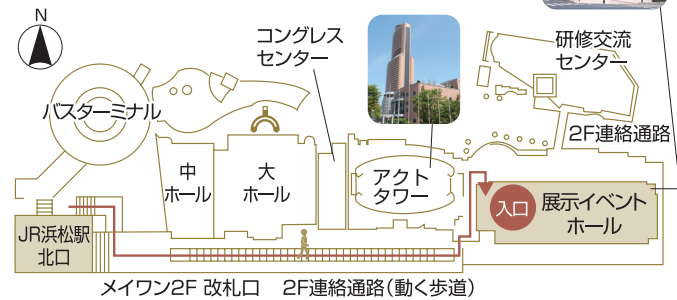 N
コングレス
センター
研修交流
センター
バスターミナル
2F連絡通路
中
ホール
大
ホール
アクト
タワー
入口
展示イベント
ホール
JR浜松駅
北口
メイワン2F 改札口 2F連絡通路(動く歩道)